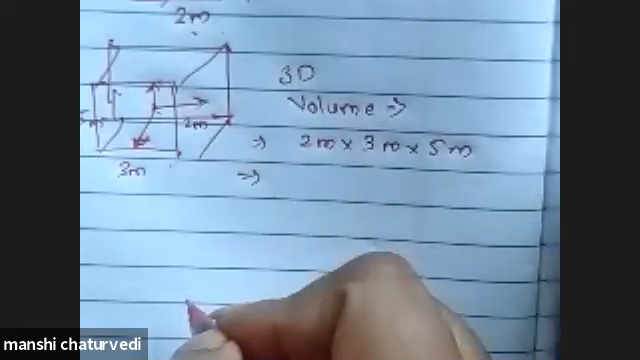 2m
3D
Volume ⇒
2m
⇒ 2m × 3m × 5m
3m
⇒
manshi chaturvedi